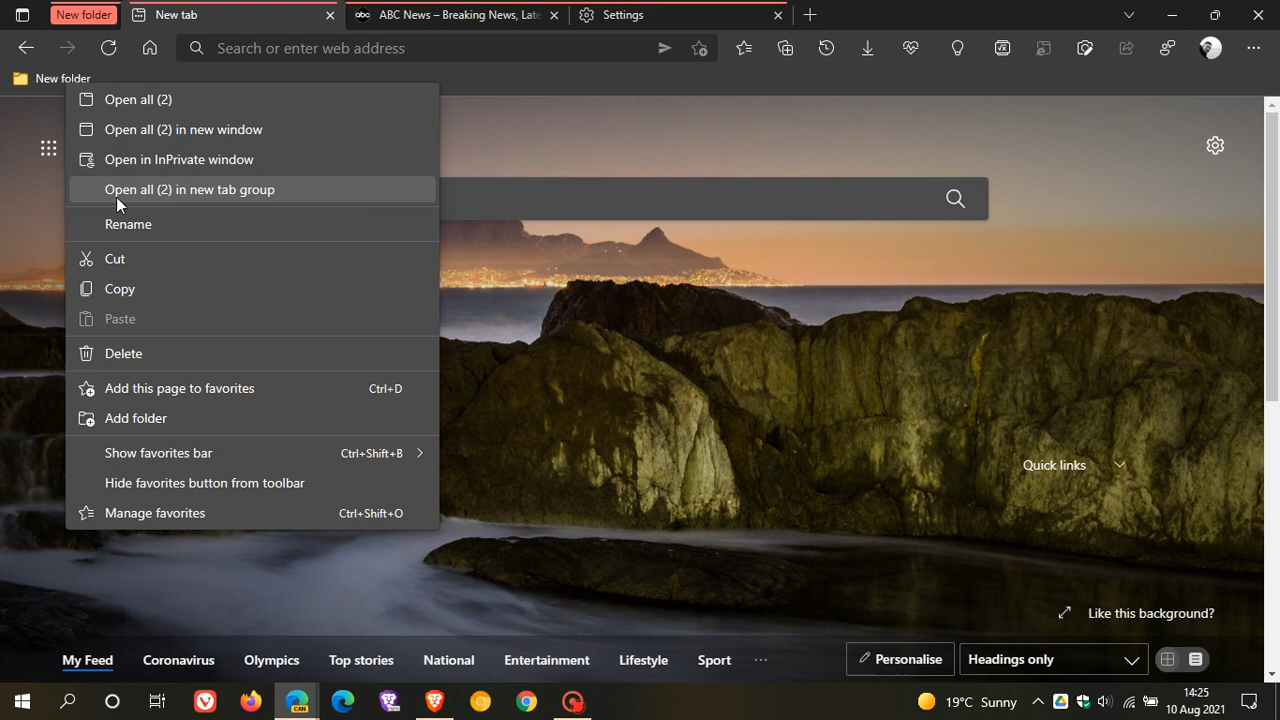 New folder New tab ABC News – Breaking News, Late Settings
Search or enter web address
New folder
Open all (2)
Open all (2) in new window
Open in InPrivate window
Open all (2) in new tab group
Rename
Cut
Copy
Paste
Delete
Add this page to favorites Ctrl+D
Add folder
Show favorites bar Ctrl+Shift+B
Hide favorites button from toolbar
Manage favorites Ctrl+Shift+O
Quick links
Like this background?
My Feed Coronavirus Olympics Top stories National Entertainment Lifestyle Sport ... Personalise Headings only
CAN 19°C Sunny 14:25
10 Aug 2021